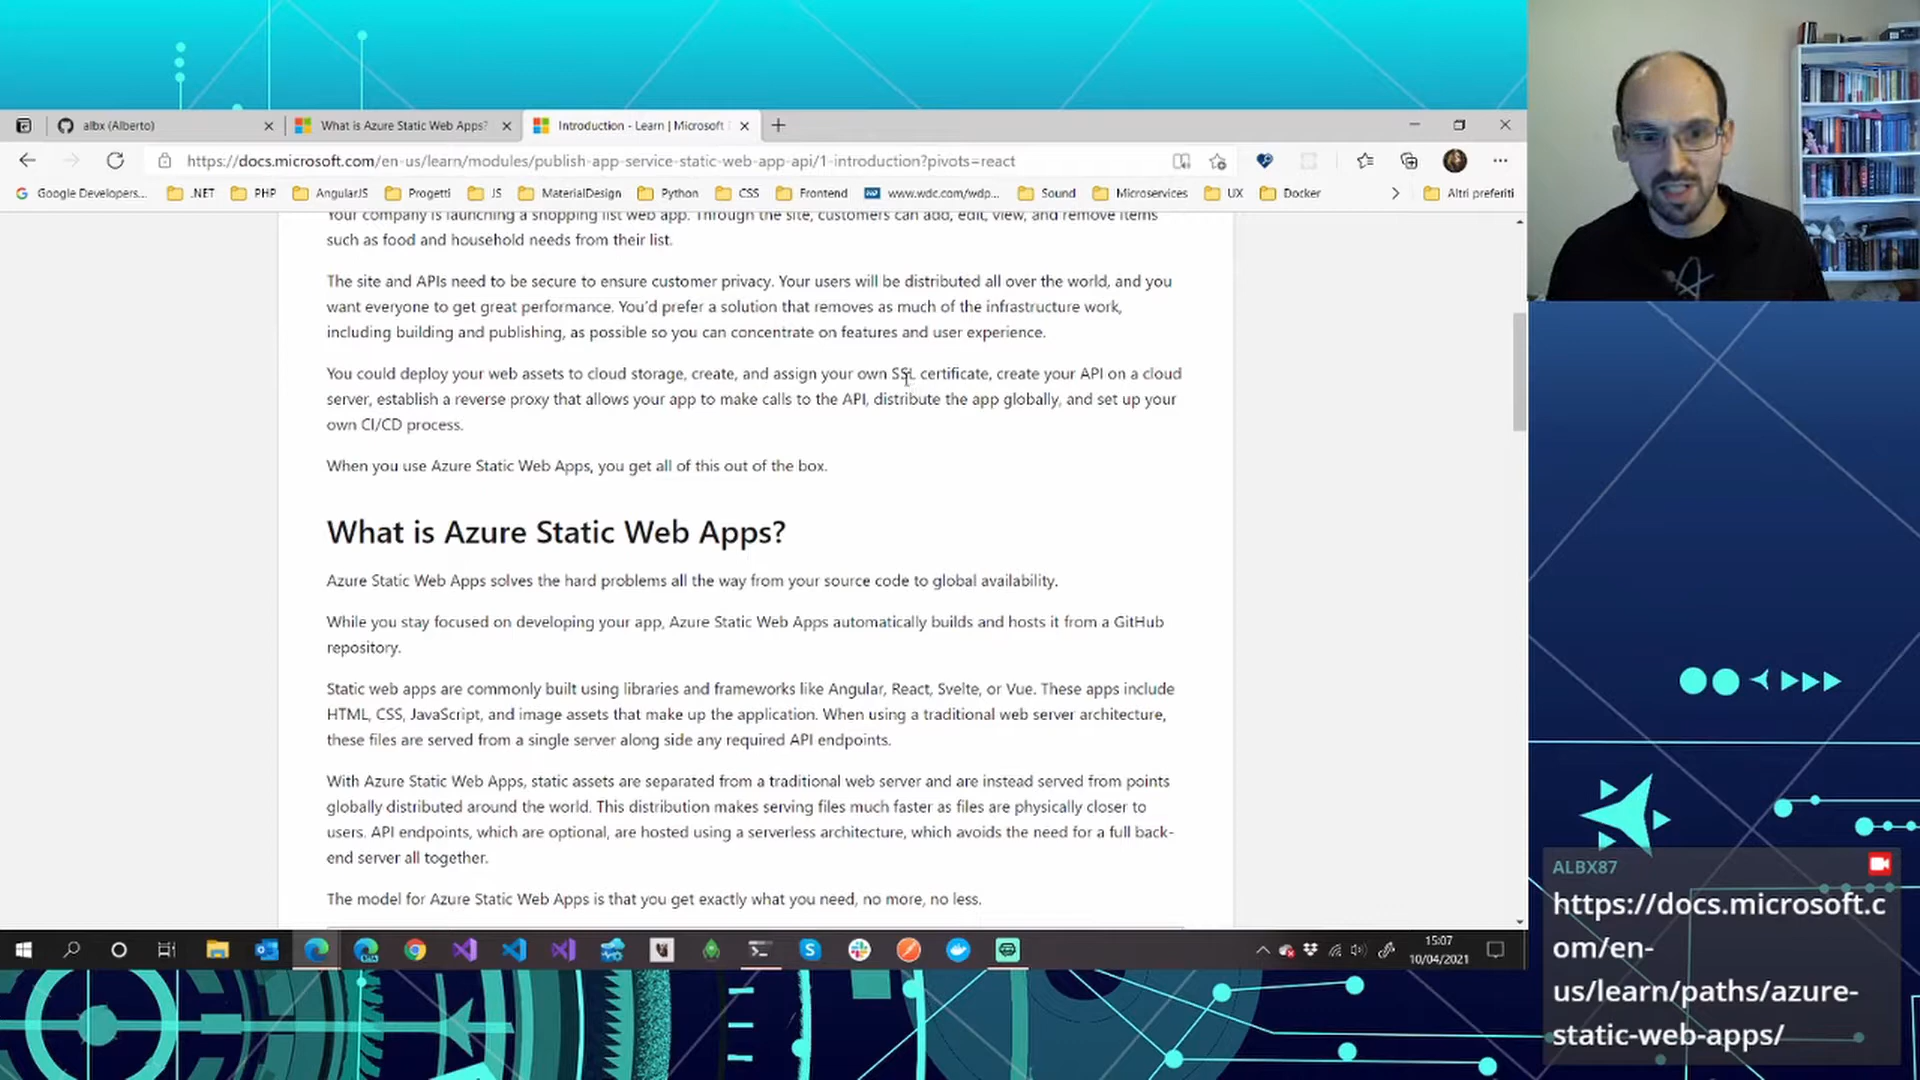 albx (Alberto)
What is Azure Static Web Apps?
Introduction - Learn | Microsoft
https://docs.microsoft.com/en-us/learn/modules/publish-app-service-static-web-app-api/1-introduction?pivots=react
Google Developers...
.NET
PHP
AngularJS
Progetti
JS
MaterialDesign
Python
CSS
Frontend
www.wdc.com/wdp...
Sound
Microservices
UX
Docker
Altri preferiti
Your company is launching a shopping list web app. Through the site, customers can add, edit, view, and remove items
such as food and household needs from their list.
The site and APIs need to be secure to ensure customer privacy. Your users will be distributed all over the world, and you
want everyone to get great performance. You'd prefer a solution that removes as much of the infrastructure work,
including building and publishing, as possible so you can concentrate on features and user experience.
You could deploy your web assets to cloud storage, create, and assign your own SSL certificate, create your API on a cloud
server, establish a reverse proxy that allows your app to make calls to the API, distribute the app globally, and set up your
own CI/CD process.
When you use Azure Static Web Apps, you get all of this out of the box.
What is Azure Static Web Apps?
Azure Static Web Apps solves the hard problems all the way from your source code to global availability.
While you stay focused on developing your app, Azure Static Web Apps automatically builds and hosts it from a GitHub
repository.
Static web apps are commonly built using libraries and frameworks like Angular, React, Svelte, or Vue. These apps include
HTML, CSS, JavaScript, and image assets that make up the application. When using a traditional web server architecture,
these files are served from a single server along side any required API endpoints.
With Azure Static Web Apps, static assets are separated from a traditional web server and are instead served from points
globally distributed around the world. This distribution makes serving files much faster as files are physically closer to
users. API endpoints, which are optional, are hosted using a serverless architecture, which avoids the need for a full back-
end server all together.
The model for Azure Static Web Apps is that you get exactly what you need, no more, no less.
15:07
10/04/2021
ALBX87
https://docs.microsoft.c
om/en-
us/learn/paths/azure-
static-web-apps/